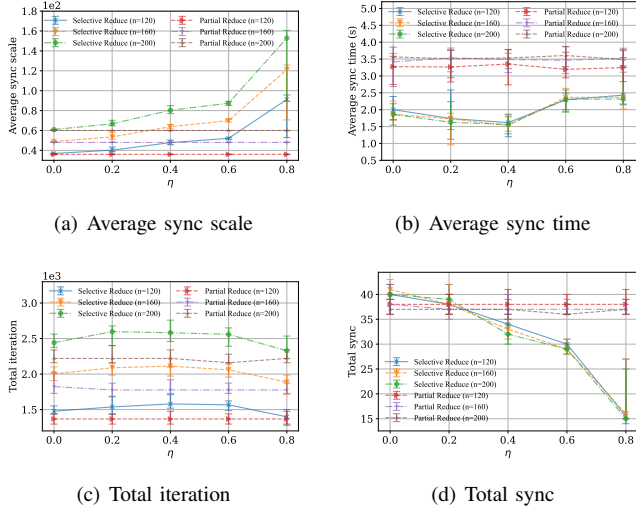 1e2
Average sync scale
1.6
1.4
1.2
1.0
0.8
0.6
0.4
Selective Reduce (n=120)
Selective Reduce (n=160)
Selective Reduce (n=200)
Partial Reduce (n=120)
Partial Reduce (n=160)
Partial Reduce (n=200)
0.0 0.2 0.4 0.6 0.8
η
(a) Average sync scale
Average sync time (s)
5.0
4.5
4.0
3.5
3.0
2.5
2.0
1.5
1.0
0.5
Selective Reduce (n=120)
Selective Reduce (n=160)
Selective Reduce (n=200)
Partial Reduce (n=120)
Partial Reduce (n=160)
Partial Reduce (n=200)
0.0 0.2 0.4 0.6 0.8
η
(b) Average sync time
1e3
Total iteration
3.0
2.5
2.0
1.5
Selective Reduce (n=120)
Selective Reduce (n=160)
Selective Reduce (n=200)
Partial Reduce (n=120)
Partial Reduce (n=160)
Partial Reduce (n=200)
0.0 0.2 0.4 0.6 0.8
η
(c) Total iteration
Total sync
40
35
30
25
20
15
Selective Reduce (n=120)
Selective Reduce (n=160)
Selective Reduce (n=200)
Partial Reduce (n=120)
Partial Reduce (n=160)
Partial Reduce (n=200)
0.0 0.2 0.4 0.6 0.8
η
(d) Total sync